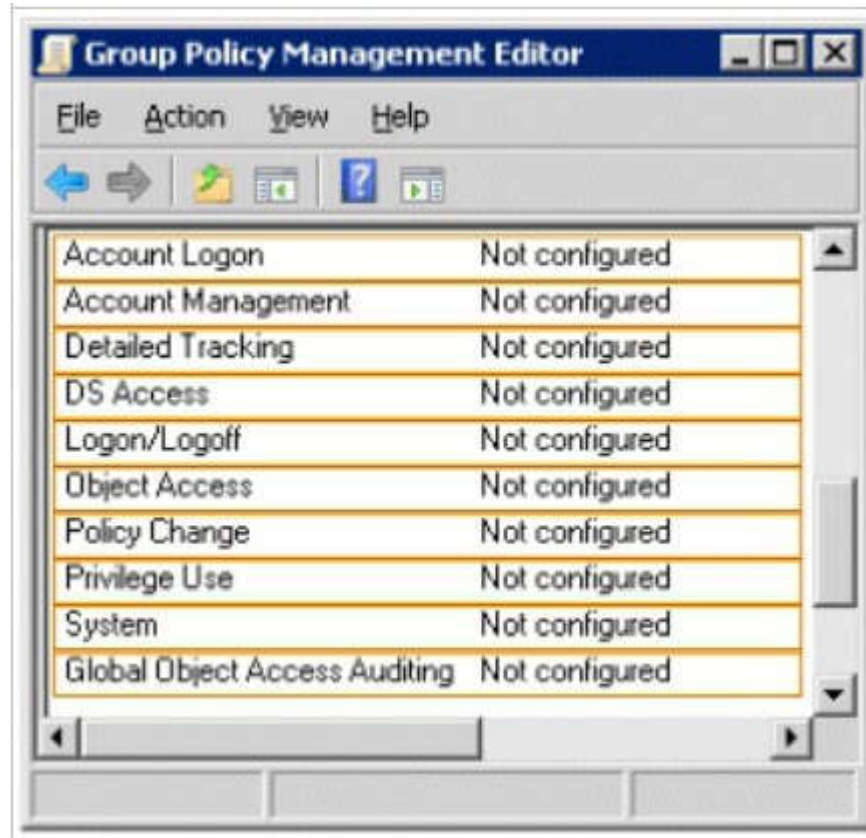 Group Policy Management Editor
File Action View Help
Account Logon Not configured
Account Management Not configured
Detailed Tracking Not configured
DS Access Not configured
Logon/Logoff Not configured
Object Access Not configured
Policy Change Not configured
Privilege Use Not configured
System Not configured
Global Object Access Auditing Not configured